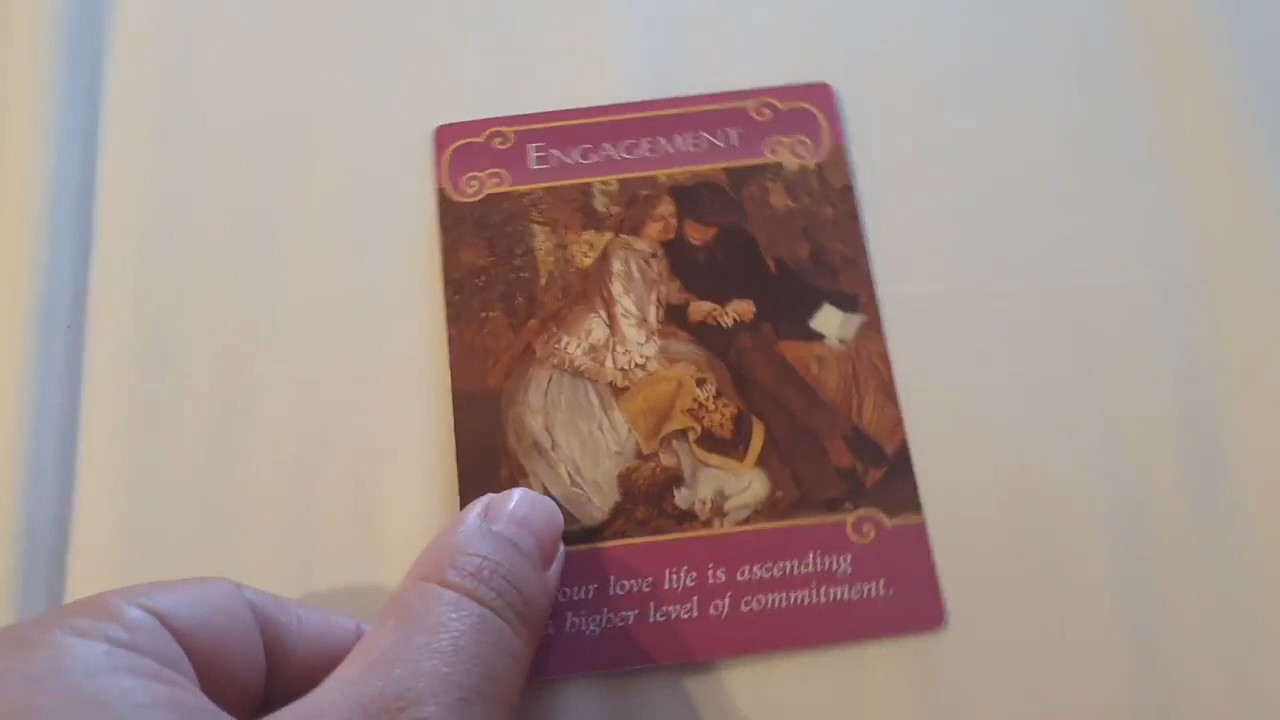 ENGAGEMENT
our love life is ascending
a higher level of commitment.